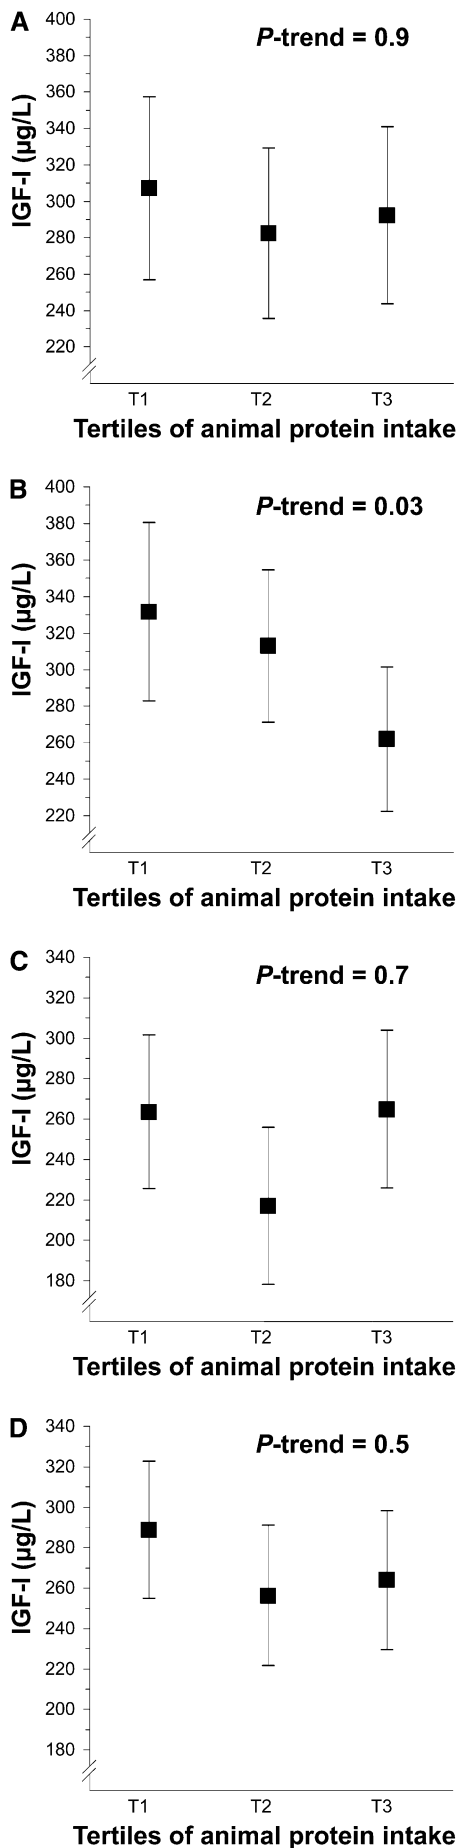 A
P-trend = 0.9
IGF-I (µg/L)
400
380
360
340
320
300
280
260
240
220
T1 T2 T3
Tertiles of animal protein intake
B
P-trend = 0.03
IGF-I (µg/L)
400
380
360
340
320
300
280
260
240
220
T1 T2 T3
Tertiles of animal protein intake
C
P-trend = 0.7
IGF-I (µg/L)
340
320
300
280
260
240
220
200
180
T1 T2 T3
Tertiles of animal protein intake
D
P-trend = 0.5
IGF-I (µg/L)
340
320
300
280
260
240
220
200
180
T1 T2 T3
Tertiles of animal protein intake